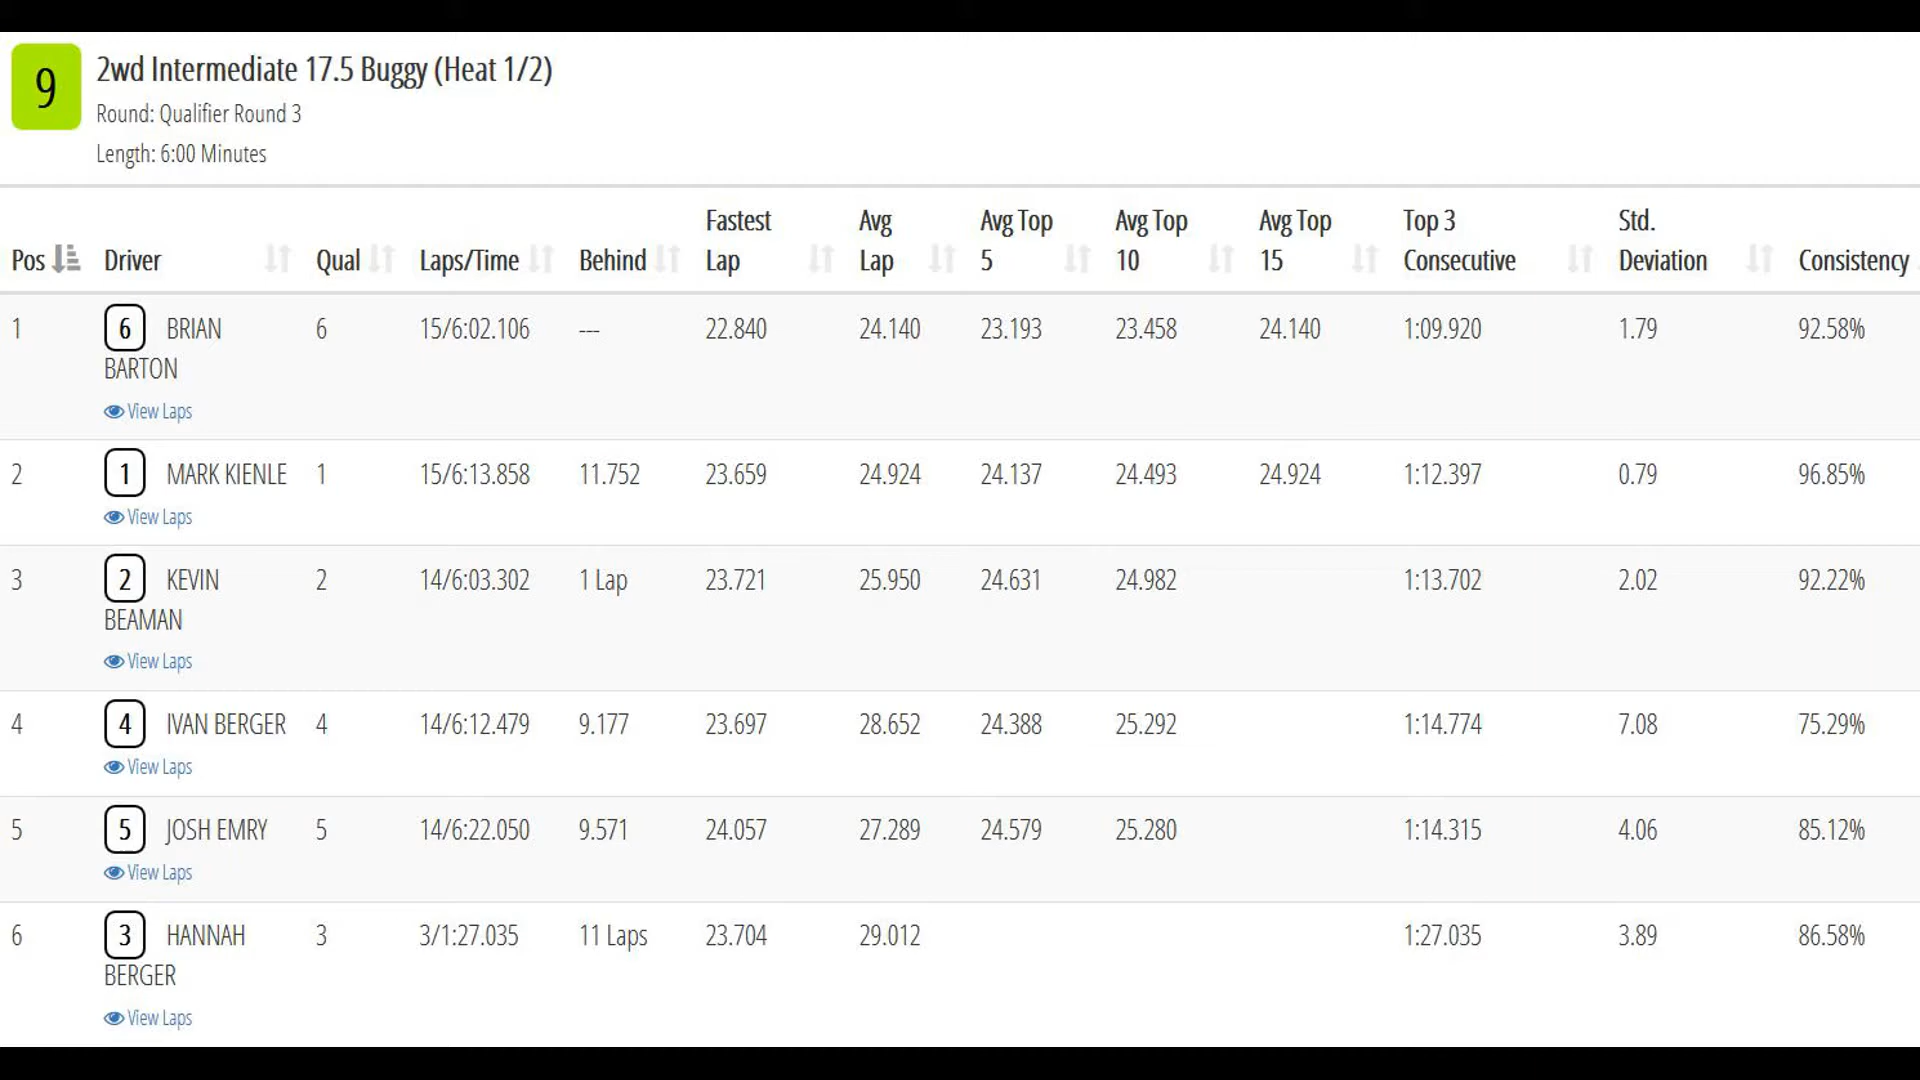 9
2wd Intermediate 17.5 Buggy (Heat 1/2)
Round: Qualifier Round 3
Length: 6:00 Minutes
Pos Driver Qual Laps/Time Behind Fastest Lap Avg Lap Avg Top 5 Avg Top 10 Avg Top 15 Top 3 Consecutive Std. Deviation Consistency
1 6 BRIAN 6 15/6:02.106 --- 22.840 24.140 23.193 23.458 24.140 1:09.920 1.79 92.58%
BARTON
View Laps
2 1 MARK KIENLE 1 15/6:13.858 11.752 23.659 24.924 24.137 24.493 24.924 1:12.397 0.79 96.85%
View Laps
3 2 KEVIN 2 14/6:03.302 1 Lap 23.721 25.950 24.631 24.982 1:13.702 2.02 92.22%
BEAMAN
View Laps
4 4 IVAN BERGER 4 14/6:12.479 9.177 23.697 28.652 24.388 25.292 1:14.774 7.08 75.29%
View Laps
5 5 JOSH EMRY 5 14/6:22.050 9.571 24.057 27.289 24.579 25.280 1:14.315 4.06 85.12%
View Laps
6 3 HANNAH 3 3/1:27.035 11 Laps 23.704 29.012 1:27.035 3.89 86.58%
BERGER
View Laps